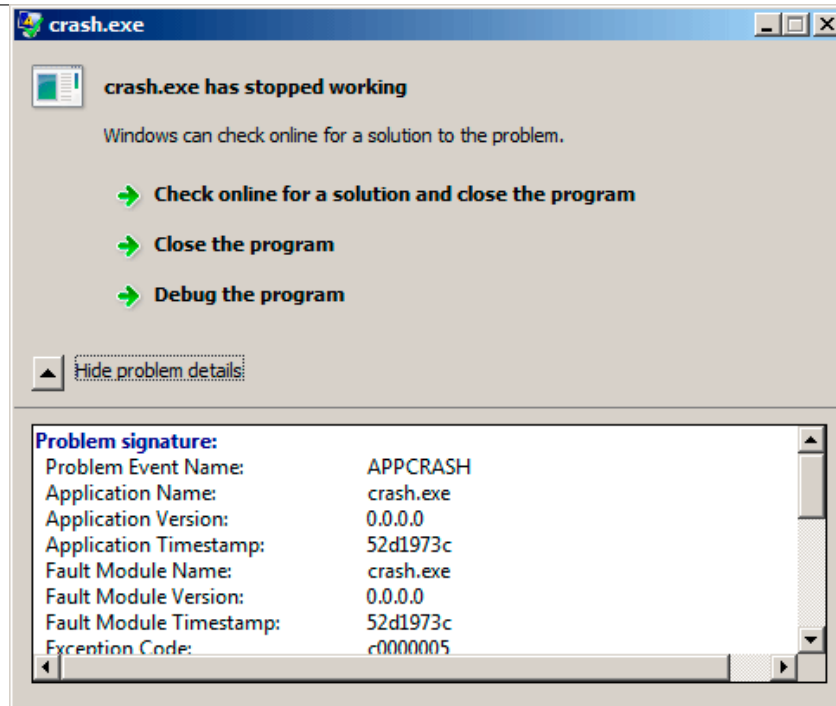 crash.exe
crash.exe has stopped working
Windows can check online for a solution to the problem.
Check online for a solution and close the program
Close the program
Debug the program
Hide problem details
Problem signature:
Problem Event Name: APPCRASH
Application Name: crash.exe
Application Version: 0.0.0.0
Application Timestamp: 52d1973c
Fault Module Name: crash.exe
Fault Module Version: 0.0.0.0
Fault Module Timestamp: 52d1973c
Exception Code: c0000005